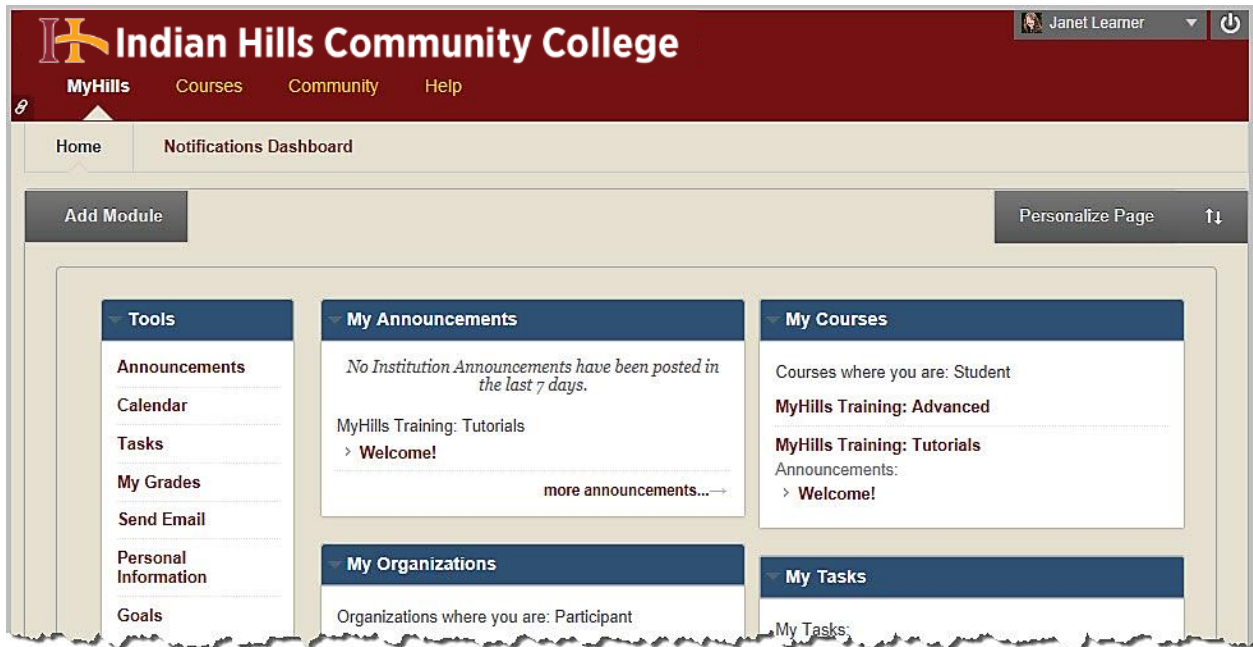 Indian Hills Community College
Janet Learner
MyHills Courses Community Help
Home Notifications Dashboard
Add Module
Personalize Page
Tools
Announcements
Calendar
Tasks
My Grades
Send Email
Personal
Information
Goals
My Announcements
No Institution Announcements have been posted in
the last 7 days.
MyHills Training: Tutorials
Welcome!
more announcements...→
My Organizations
Organizations where you are: Participant
My Courses
Courses where you are: Student
MyHills Training: Advanced
MyHills Training: Tutorials
Announcements:
Welcome!
My Tasks
My Tasks: